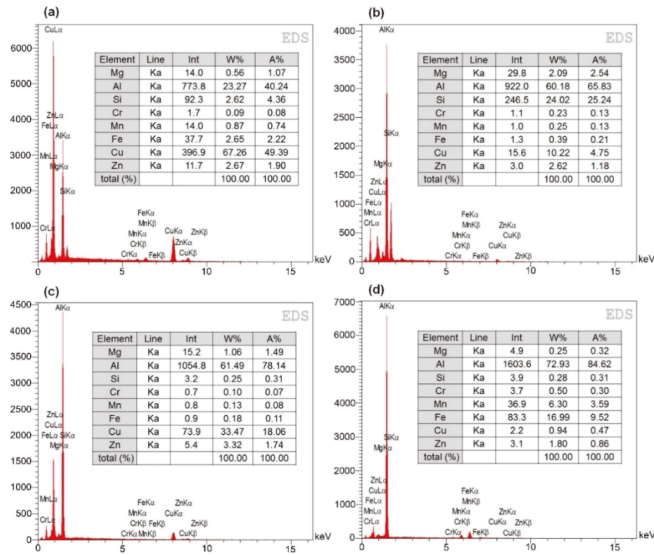 (a)
EDS
CuLα
ZnLα
FeLα
AlKα
MnLα
MgKα
SiKα
CrLα
Element Line Int W% A%
Mg Ka 14.0 0.56 1.07
Al Ka 773.8 23.27 40.24
Si Ka 92.3 2.62 4.36
Cr Ka 1.7 0.09 0.08
Mn Ka 14.0 0.87 0.74
Fe Ka 37.7 2.65 2.22
Cu Ka 396.9 67.26 49.39
Zn Ka 11.7 2.67 1.90
total (%) 100.00 100.00
FeKα
MnKβ
MnKα CuKα ZnKβ
CrKβ ZnKα
CrKα FeKβ CuKβ
6000
5000
4000
3000
2000
1000
0
0 5 10 15 keV
(b)
EDS
AlKα
SiKα
MgKα
CuLα
ZnLα
FeLα
MnLα
CrLα
Element Line Int W% A%
Mg Ka 29.8 2.09 2.54
Al Ka 922.0 60.18 65.83
Si Ka 246.5 24.02 25.24
Cr Ka 1.1 0.23 0.13
Mn Ka 1.0 0.25 0.13
Fe Ka 1.3 0.39 0.21
Cu Ka 15.6 10.22 4.75
Zn Ka 3.0 2.62 1.18
total (%) 100.00 100.00
FeKα
MnKβ ZnKα
MnKα CuKβ
CrKβ CuKα
CrKα FeKβ ZnKβ
4000
3500
3000
2500
2000
1500
1000
500
0
0 5 10 15 keV
(c)
EDS
AlKα
ZnLα
CuLα
FeLα SiKα
MgKα
MnLα
CrLα
Element Line Int W% A%
Mg Ka 15.2 1.06 1.49
Al Ka 1054.8 61.49 78.14
Si Ka 3.2 0.25 0.31
Cr Ka 0.7 0.10 0.07
Mn Ka 0.8 0.13 0.08
Fe Ka 0.9 0.18 0.11
Cu Ka 73.9 33.47 18.06
Zn Ka 5.4 3.32 1.74
total (%) 100.00 100.00
FeKα ZnKα
MnKα CuKα
CrKβ FeKβ ZnKβ
CrKα MnKβ CuKβ
4500
4000
3500
3000
2500
2000
1500
1000
500
0
0 5 10 15 keV
(d)
EDS
AlKα
ZnLα
CuLα
FeLα SiKα
MgKα
MnLα
CrLα
Element Line Int W% A%
Mg Ka 4.9 0.25 0.32
Al Ka 1603.6 72.93 84.62
Si Ka 3.9 0.28 0.31
Cr Ka 3.7 0.50 0.30
Mn Ka 36.9 6.30 3.59
Fe Ka 83.3 16.99 9.52
Cu Ka 2.2 0.94 0.47
Zn Ka 3.1 1.80 0.86
total (%) 100.00 100.00
FeKα
MnKβ ZnKα
MnKα CuKα
CrKβ ZnKβ
CrKα FeKβ CuKβ
7000
6000
5000
4000
3000
2000
1000
0
0 5 10 15 keV